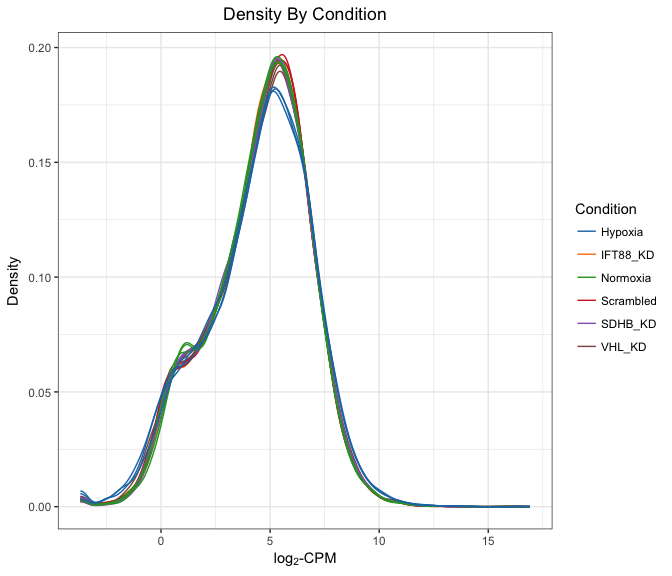 Density By Condition
Density
0.20
0.15
0.10
0.05
0.00
0
5
10
15
log₂-CPM
Condition
Hypoxia
IFT88_KD
Normoxia
Scrambled
SDHB_KD
VHL_KD